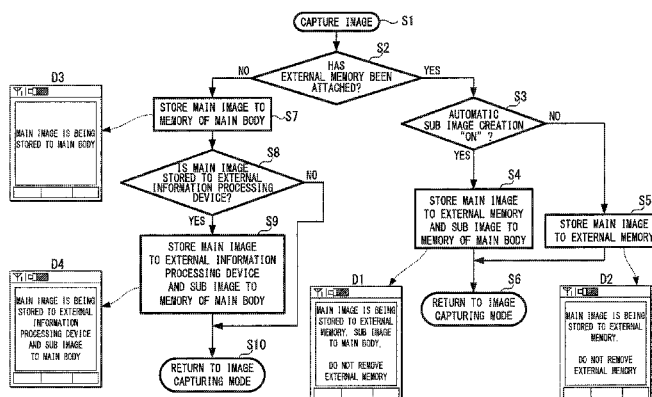 CAPTURE IMAGE
S1
S2
HAS
EXTERNAL MEMORY BEEN
ATTACHED?
NO
YES
D3
MAIN IMAGE IS BEING
STORED TO MAIN BODY
STORE MAIN IMAGE TO
MEMORY OF MAIN BODY
S7
S3
AUTOMATIC
SUB IMAGE CREATION
"ON" ?
NO
YES
S8
IS MAIN IMAGE
STORED TO EXTERNAL
INFORMATION PROCESSING
DEVICE?
NO
YES
S4
STORE MAIN IMAGE
TO EXTERNAL MEMORY
AND SUB IMAGE TO
MEMORY OF MAIN BODY
S5
STORE MAIN IMAGE
TO EXTERNAL MEMORY
S9
STORE MAIN IMAGE
TO EXTERNAL INFORMATION
PROCESSING DEVICE
AND SUB IMAGE TO
MEMORY OF MAIN BODY
D4
MAIN IMAGE IS BEING
STORED TO EXTERNAL
INFORMATION
PROCESSING DEVICE
AND SUB IMAGE
TO MAIN BODY
S6
RETURN TO IMAGE
CAPTURING MODE
D1
MAIN IMAGE IS BEING
STORED TO EXTERNAL
MEMORY. SUB IMAGE
TO MAIN BODY.
DO NOT REMOVE
EXTERNAL MEMORY
D2
MAIN IMAGE IS BEING
STORED TO EXTERNAL
MEMORY.
DO NOT REMOVE
EXTERNAL MEMORY
S10
RETURN TO IMAGE
CAPTURING MODE